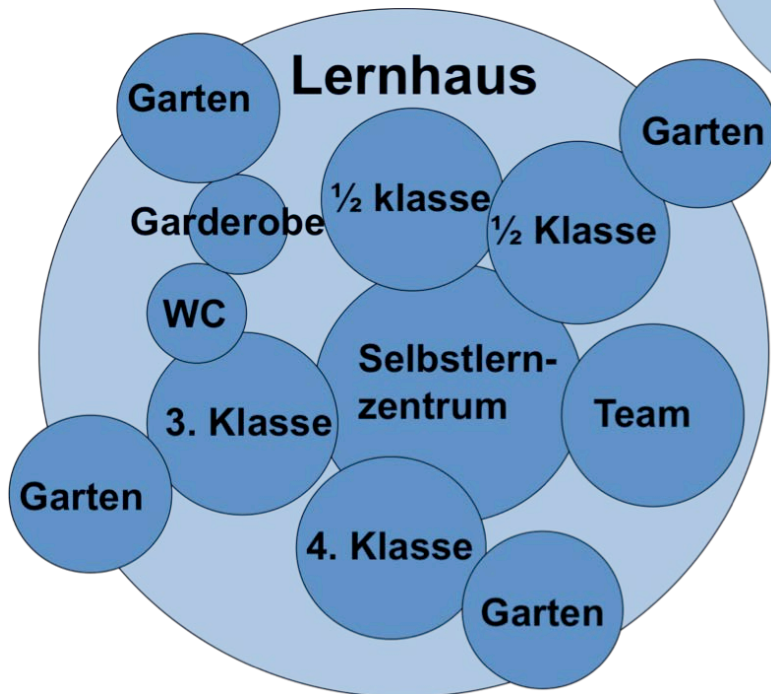 Lernhaus
Garten
Garten
Garderobe
½ klasse
½ Klasse
WC
Selbstlern-
zentrum
3. Klasse
Team
Garten
4. Klasse
Garten